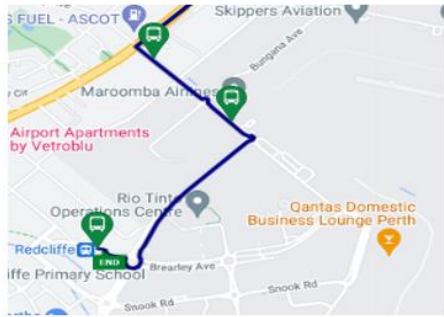 S FUEL - ASCOT
Skippers Aviation
Bungana Ave
Maroomba Airlines
Airport Apartments
by Vetroblu
Rio Tinto
Operations Centre
Qantas Domestic
Business Lounge Perth
Redcliffe
END
iffe Primary School
Brearley Ave
Snook Rd
Snook Rd